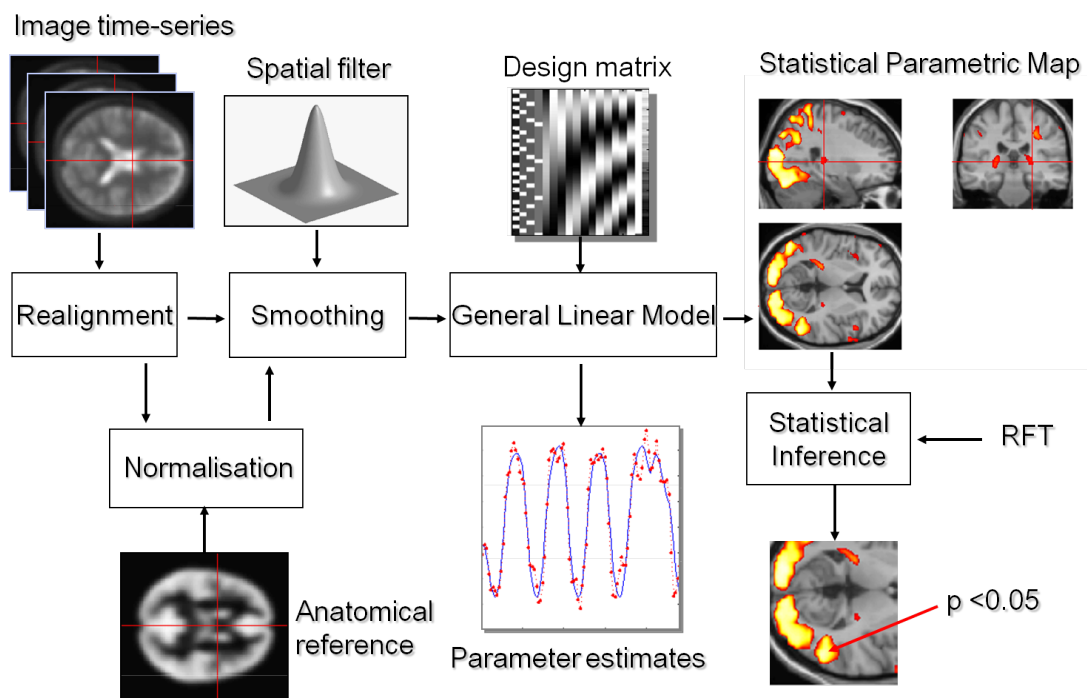 Image time-series
Spatial filter
Design matrix
Statistical Parametric Map
Realignment
Smoothing
General Linear Model
Statistical
Inference
RFT
Normalisation
Anatomical
reference
Parameter estimates
p <0.05